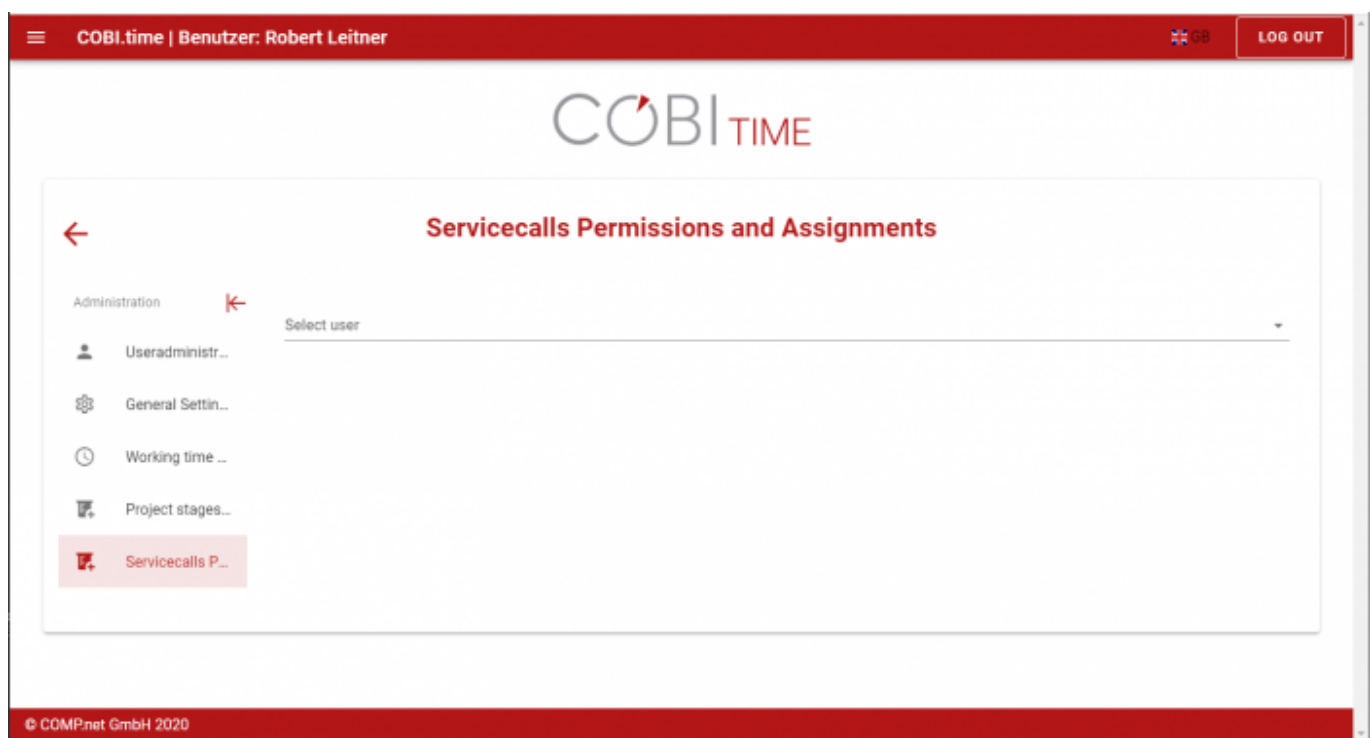 COBI.time | Benutzer: Robert Leitner
GB
LOG OUT
COBI TIME
Servicecalls Permissions and Assignments
Administration
Select user
Useradministr...
General Settin...
Working time ...
Project stages...
Servicecalls P...
© COMP.net GmbH 2020